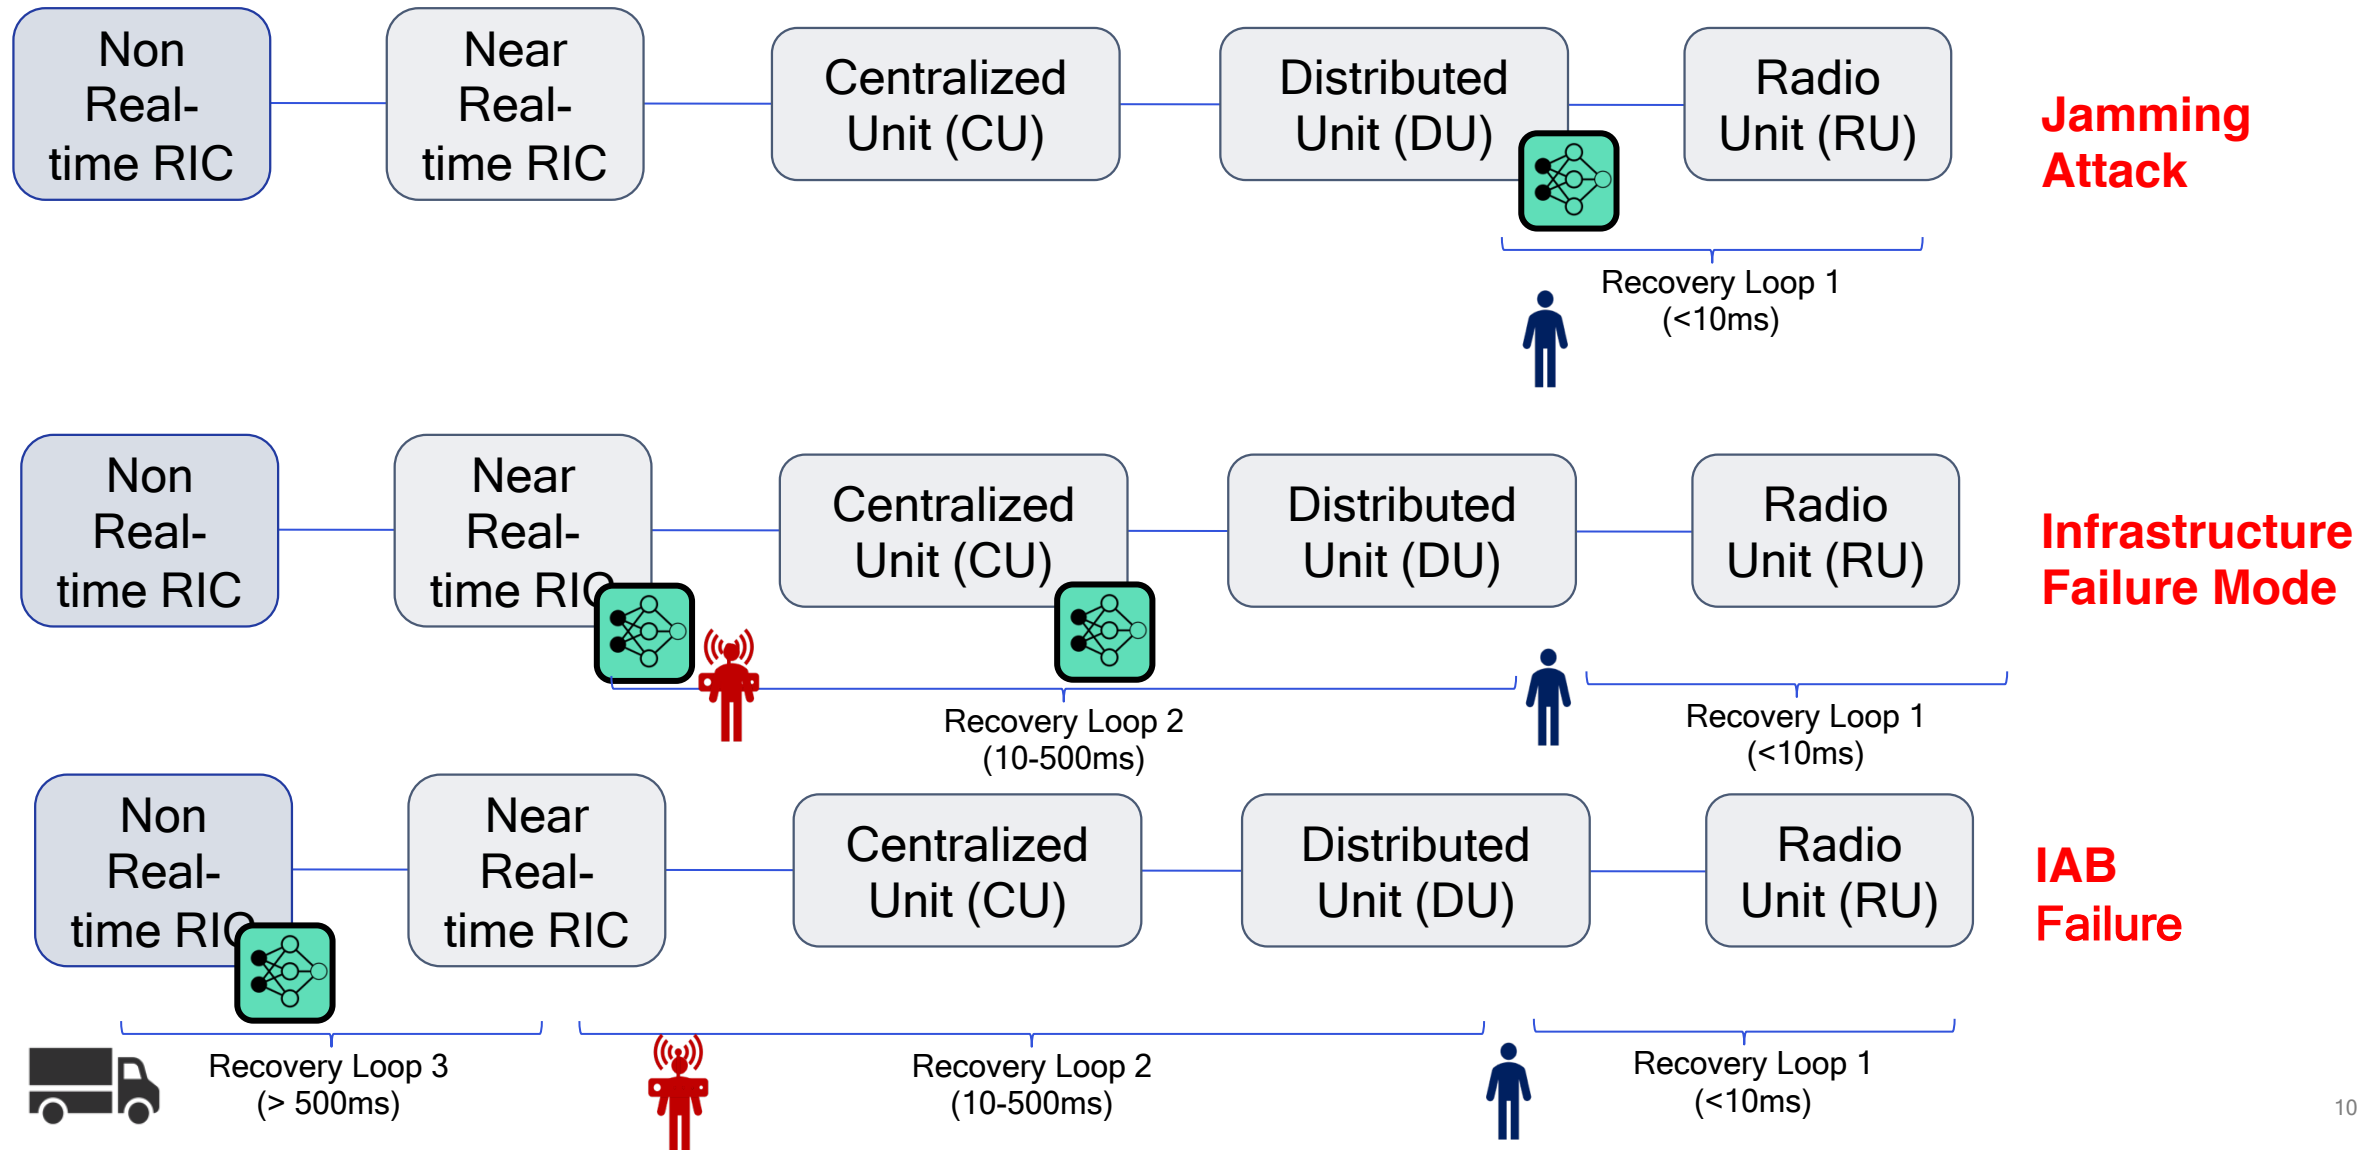 Non
Real-
time RIC
Near
Real-
time RIC
Centralized
Unit (CU)
Distributed
Unit (DU)
Radio
Unit (RU)
Jamming
Attack
Recovery Loop 1
(<10ms)
Non
Real-
time RIC
Near
Real-
time RIC
Centralized
Unit (CU)
Distributed
Unit (DU)
Radio
Unit (RU)
Infrastructure
Failure Mode
Recovery Loop 2
(10-500ms)
Recovery Loop 1
(<10ms)
Non
Real-
time RIC
Near
Real-
time RIC
Centralized
Unit (CU)
Distributed
Unit (DU)
Radio
Unit (RU)
IAB
Failure
Recovery Loop 3
(> 500ms)
Recovery Loop 2
(10-500ms)
Recovery Loop 1
(<10ms)
10